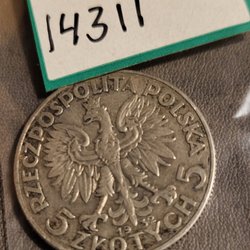 14311
RZECZPOSPOLITA POLSKA
5 ZŁOTYCH 5